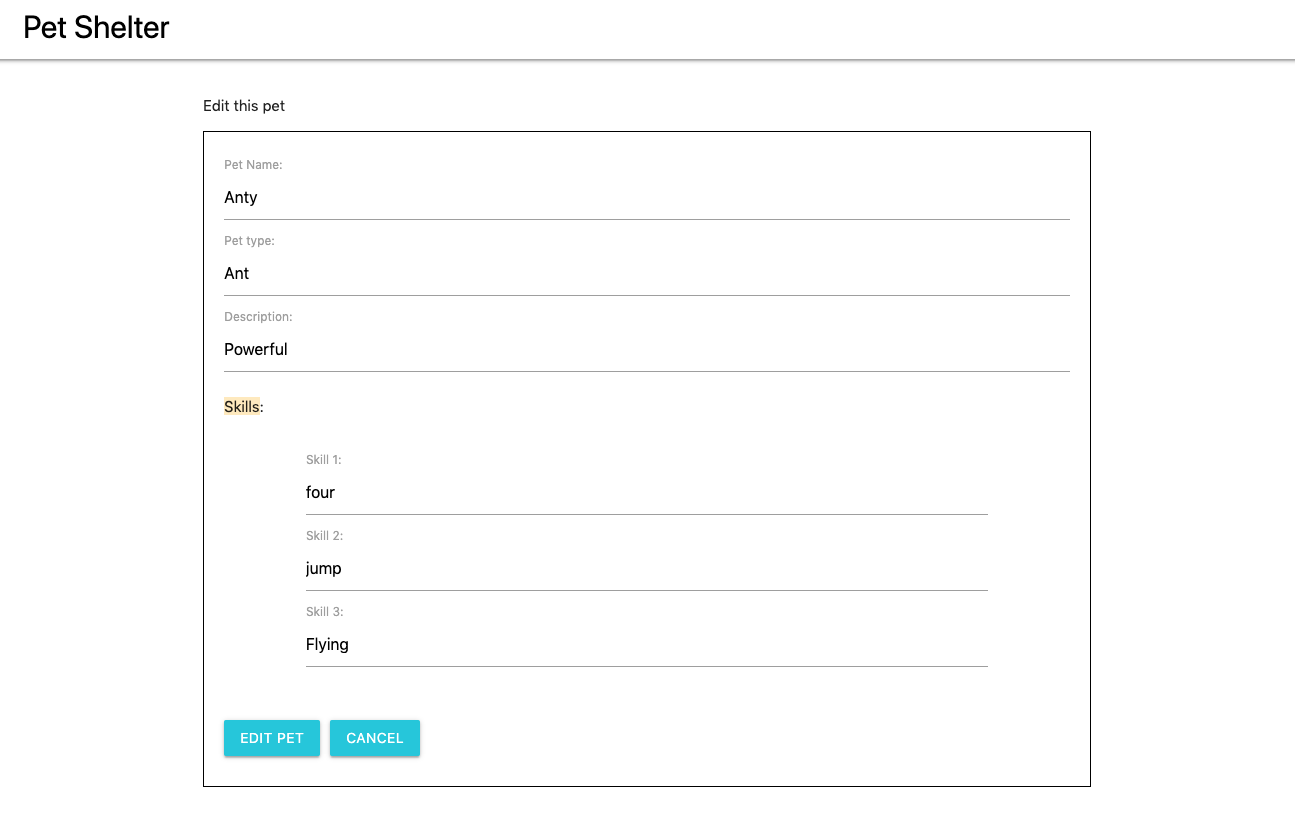 Pet Shelter
Edit this pet
Pet Name:
Anty
Pet type:
Ant
Description:
Powerful
Skills:
Skill 1:
four
Skill 2:
jump
Skill 3:
Flying
EDIT PET CANCEL